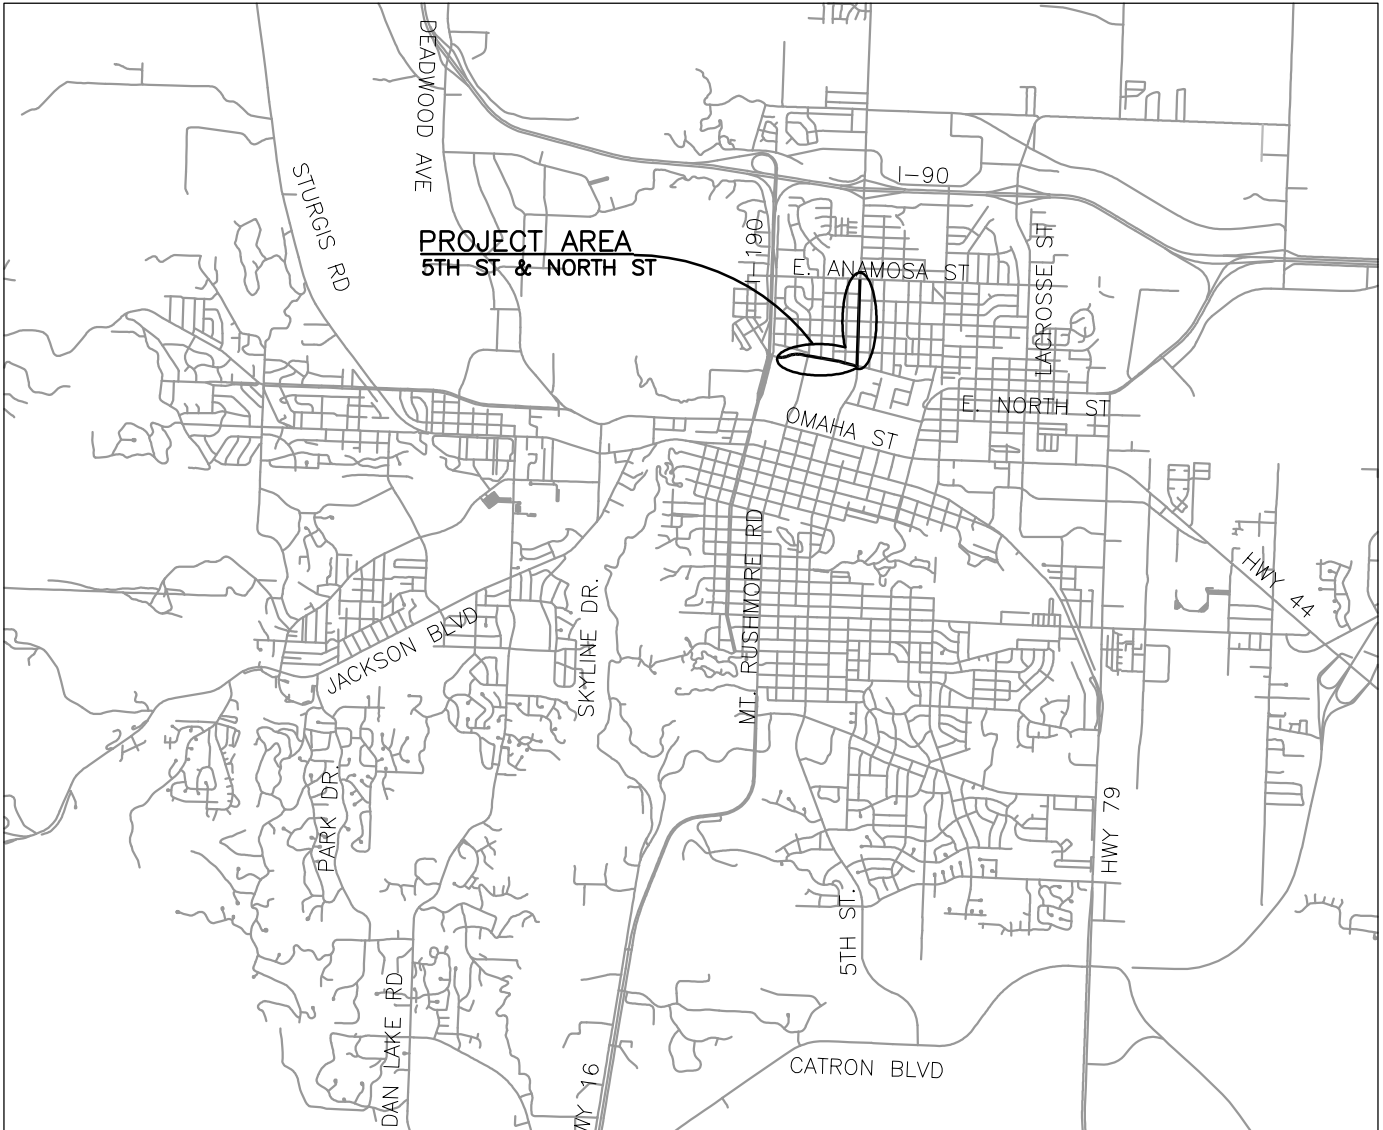 DEADWOOD AVE
STURGIS RD
I-90
PROJECT AREA
5TH ST & NORTH ST
I-190
E. ANAMOSA ST
LACROSSE ST
E. NORTH ST
OMAHA ST
MT. RUSHMORE RD
HWY 44
SKYLINE DR.
JACKSON BLVD
PARK DR.
HWY 79
5TH ST.
DAN LAKE RD
WY 16
CATRON BLVD